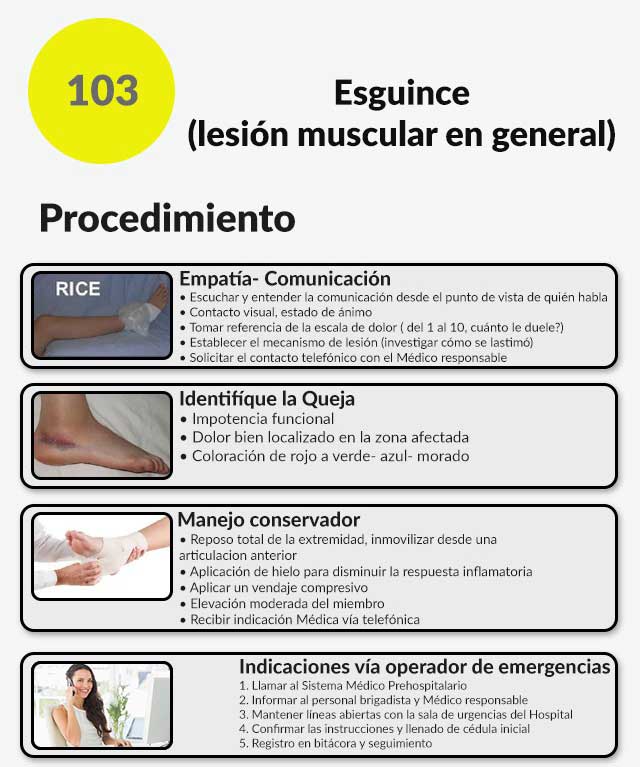 103
Esguince
(lesión muscular en general)
Procedimiento
RICE
Empatía- Comunicación
• Escuchar y entender la comunicación desde el punto de vista de quién habla
• Contacto visual, estado de ánimo
• Tomar referencia de la escala de dolor ( del 1 al 10, cuánto le duele?)
• Establecer el mecanismo de lesión (investigar cómo se lastimó)
• Solicitar el contacto telefónico con el Médico responsable
Identifíque la Queja
• Impotencia funcional
• Dolor bien localizado en la zona afectada
• Coloración de rojo a verde- azul- morado
Manejo conservador
• Reposo total de la extremidad, inmovilizar desde una
articulacion anterior
• Aplicación de hielo para disminuir la respuesta inflamatoria
• Aplicar un vendaje compresivo
• Elevación moderada del miembro
• Recibir indicación Médica vía telefónica
Indicaciones vía operador de emergencias
1. Llamar al Sistema Médico Prehospitalario
2. Informar al personal brigadista y Médico responsable
3. Mantener líneas abiertas con la sala de urgencias del Hospital
4. Confirmar las instrucciones y llenado de cédula inicial
5. Registro en bitácora y seguimiento